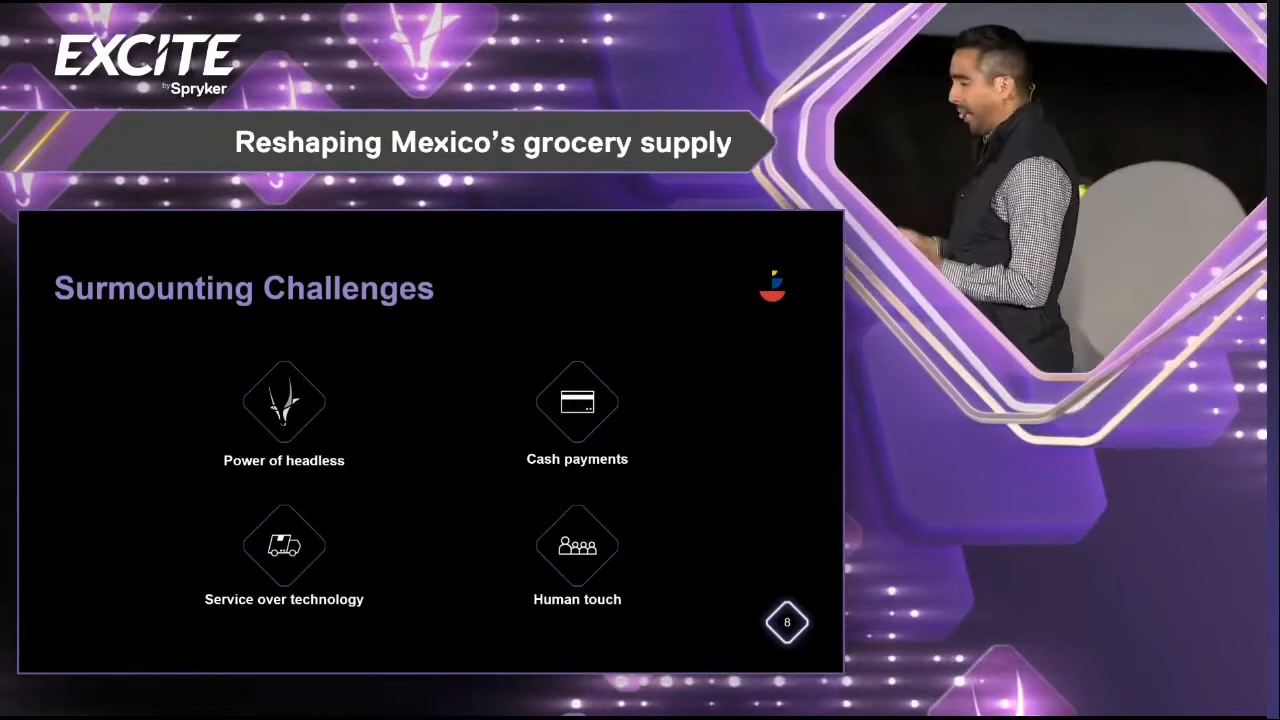 EXCITE
by Spryker
Reshaping Mexico's grocery supply
Surmounting Challenges
Power of headless
Cash payments
Service over technology
Human touch
8